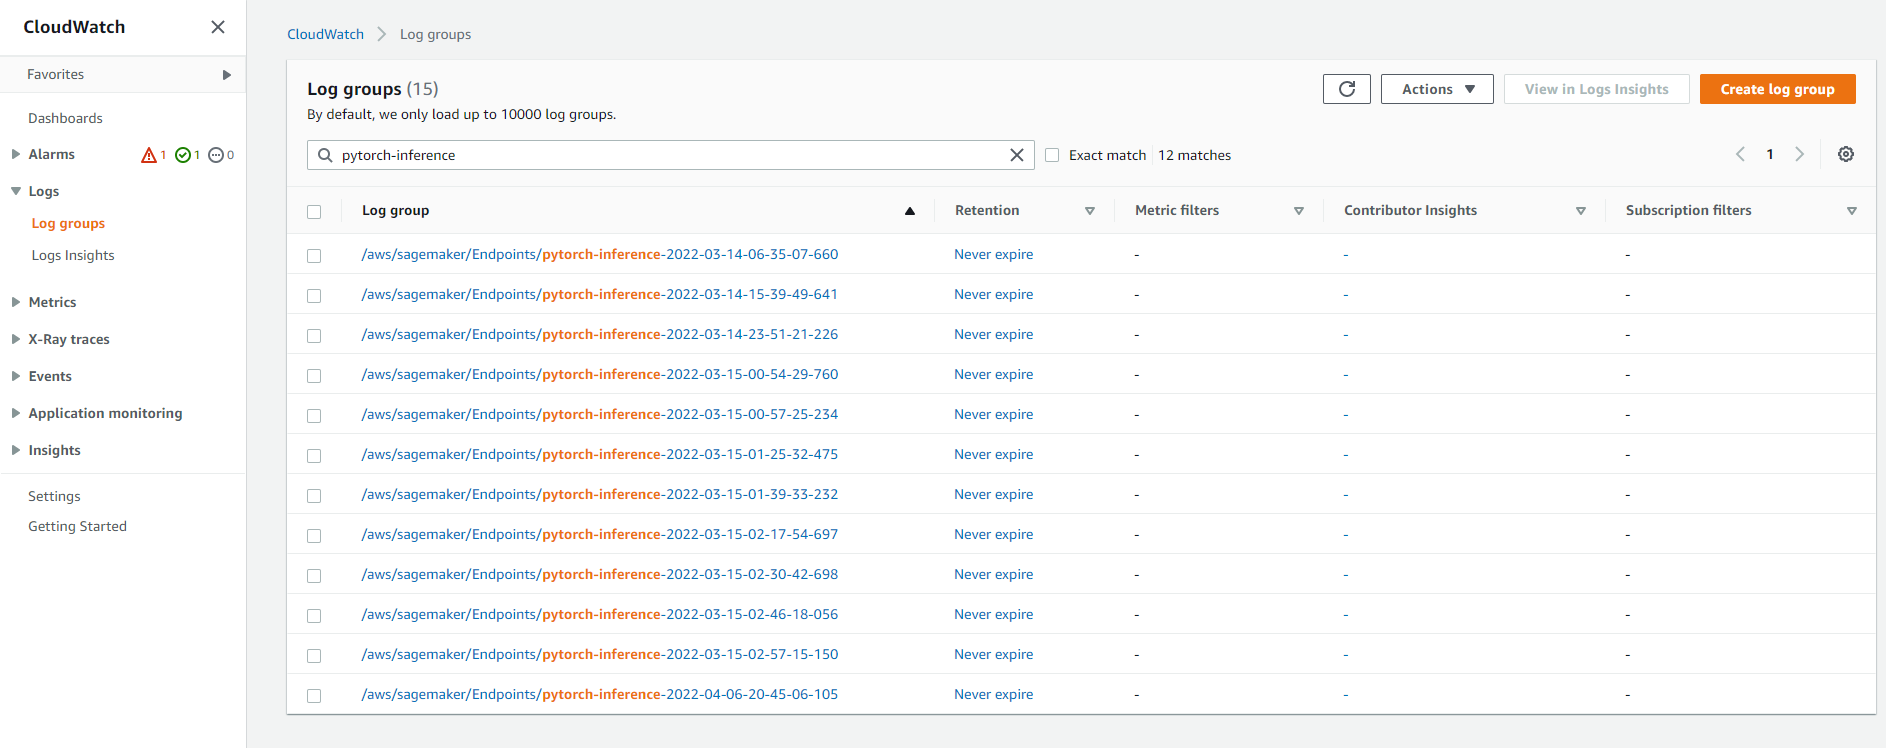 CloudWatch
Favorites
Dashboards
Alarms 1 1 0
Logs
Log groups
Logs Insights
Metrics
X-Ray traces
Events
Application monitoring
Insights
Settings
Getting Started
CloudWatch > Log groups
Log groups (15)
By default, we only load up to 10000 log groups.
Actions
View in Logs Insights
Create log group
pytorch-inference
Exact match
12 matches
1
Log group Retention Metric filters Contributor Insights Subscription filters
/aws/sagemaker/Endpoints/pytorch-inference-2022-03-14-06-35-07-660 Never expire - - -
/aws/sagemaker/Endpoints/pytorch-inference-2022-03-14-15-39-49-641 Never expire - - -
/aws/sagemaker/Endpoints/pytorch-inference-2022-03-14-23-51-21-226 Never expire - - -
/aws/sagemaker/Endpoints/pytorch-inference-2022-03-15-00-54-29-760 Never expire - - -
/aws/sagemaker/Endpoints/pytorch-inference-2022-03-15-00-57-25-234 Never expire - - -
/aws/sagemaker/Endpoints/pytorch-inference-2022-03-15-01-25-32-475 Never expire - - -
/aws/sagemaker/Endpoints/pytorch-inference-2022-03-15-01-39-33-232 Never expire - - -
/aws/sagemaker/Endpoints/pytorch-inference-2022-03-15-02-17-54-697 Never expire - - -
/aws/sagemaker/Endpoints/pytorch-inference-2022-03-15-02-30-42-698 Never expire - - -
/aws/sagemaker/Endpoints/pytorch-inference-2022-03-15-02-46-18-056 Never expire - - -
/aws/sagemaker/Endpoints/pytorch-inference-2022-03-15-02-57-15-150 Never expire - - -
/aws/sagemaker/Endpoints/pytorch-inference-2022-04-06-20-45-06-105 Never expire - - -